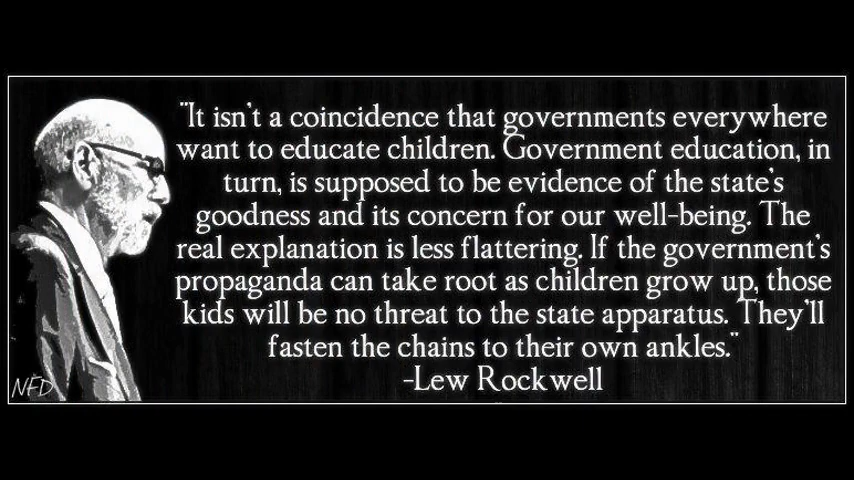 "It isn't a coincidence that governments everywhere
want to educate children. Government education, in
turn, is supposed to be evidence of the state's
goodness and its concern for our well-being. The
real explanation is less flattering. If the government's
propaganda can take root as children grow up, those
kids will be no threat to the state apparatus. They'll
fasten the chains to their own ankles."
-Lew Rockwell
NFD